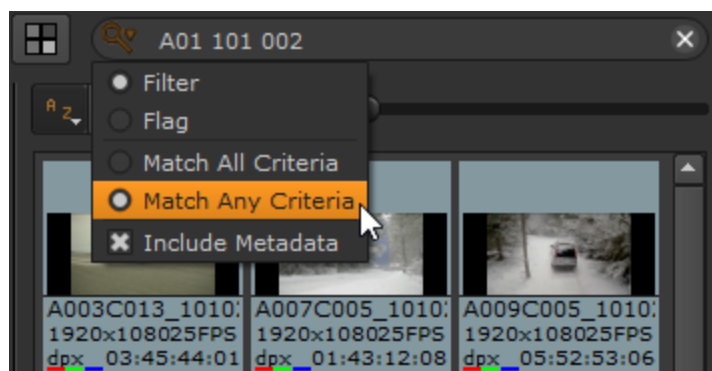 A01 101 002
Filter
A Z
Flag
Match All Criteria
Match Any Criteria
Include Metadata
A003C013_1010 A007C005_1010 A009C005_1010
1920x108025FPS 1920x108025FPS 1920x108025FPS
dpx 03:45:44:01 dpx 01:43:12:08 dpx 05:52:53:06